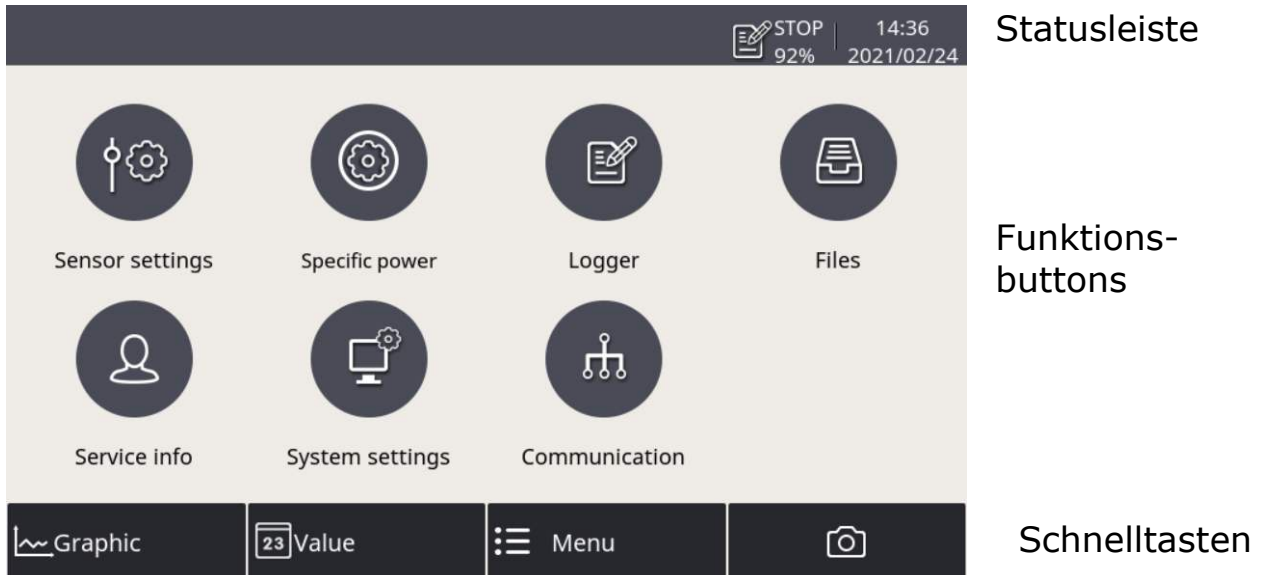 STOP
92%
14:36
2021/02/24
Statusleiste
Sensor settings
Specific power
Logger
Files
Funktions-
buttons
Service info
System settings
Communication
Graphic
23
Value
Menu
Schnelltasten